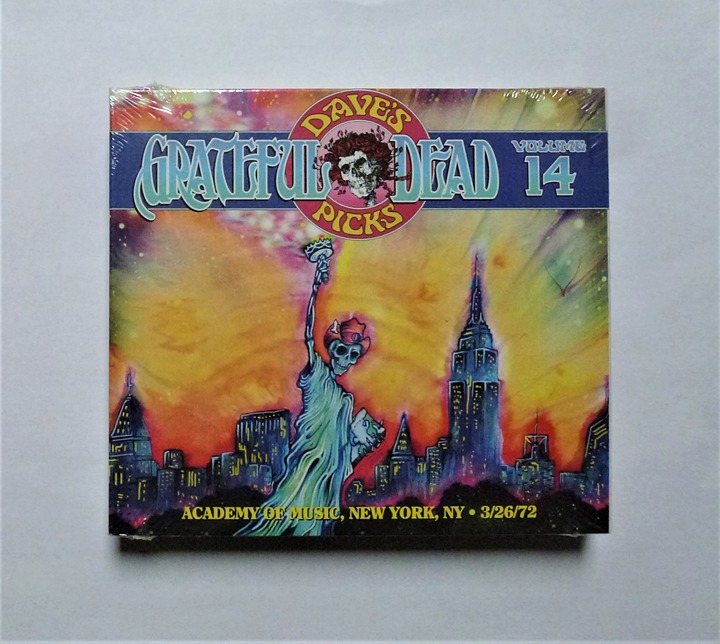 DAVE'S
GRATEFUL DEAD
VOLUME
14
PICKS
ACADEMY OF MUSIC, NEW YORK, NY • 3/26/72